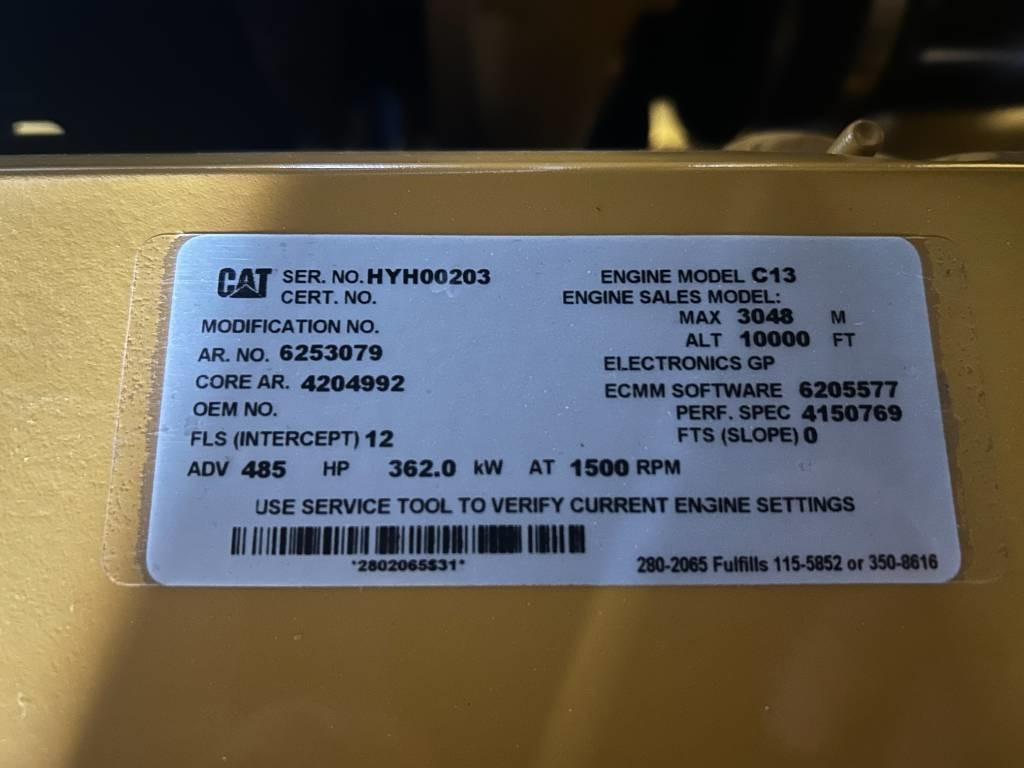 CAT SER. NO. HYH00203 ENGINE MODEL C13
CERT. NO. ENGINE SALES MODEL:
MODIFICATION NO. MAX 3048 M
ALT 10000 FT
AR. NO. 6253079 ELECTRONICS GP
CORE AR. 4204992 ECMM SOFTWARE 6205577
OEM NO. PERF. SPEC 4150769
FLS (INTERCEPT) 12 FTS (SLOPE) 0
ADV 485 HP 362.0 kW AT 1500 RPM
USE SERVICE TOOL TO VERIFY CURRENT ENGINE SETTINGS
*2802065$31* 280-2065 Fulfills 115-5852 or 350-8616